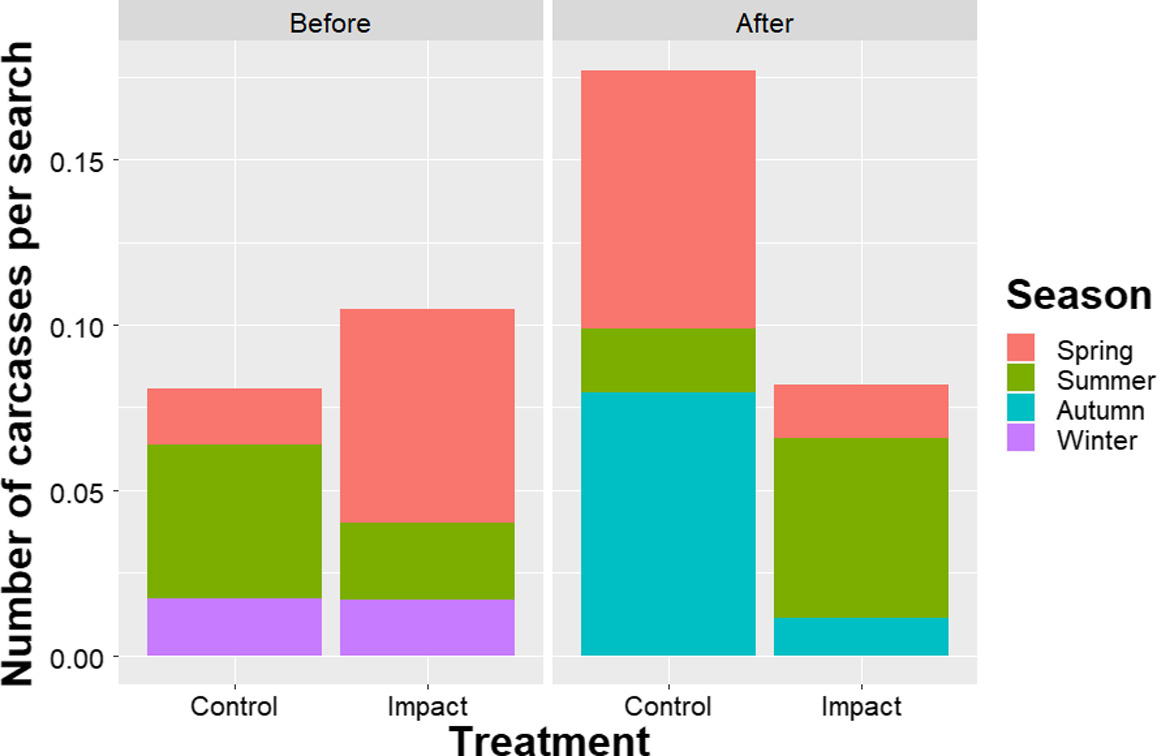 Before
After
Number of carcasses per search
0.15
0.10
0.05
0.00
Control
Impact
Control
Impact
Treatment
Season
Spring
Summer
Autumn
Winter